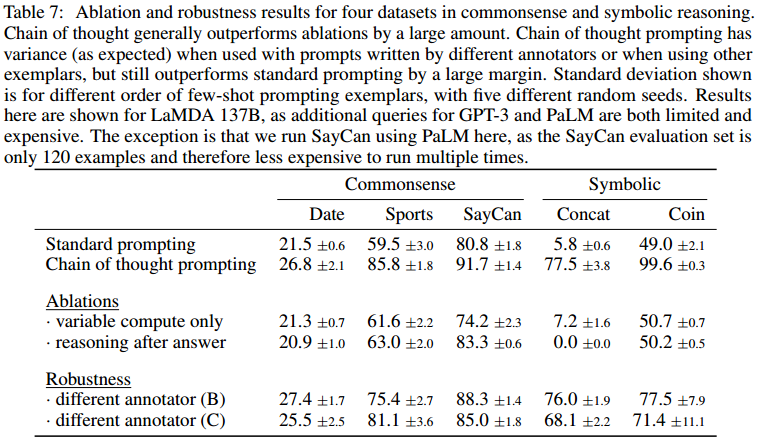 Table 7: Ablation and robustness results for four datasets in commonsense and symbolic reasoning.
Chain of thought generally outperforms ablations by a large amount. Chain of thought prompting has
variance (as expected) when used with prompts written by different annotators or when using other
exemplars, but still outperforms standard prompting by a large margin. Standard deviation shown
is for different order of few-shot prompting exemplars, with five different random seeds. Results
here are shown for LaMDA 137B, as additional queries for GPT-3 and PaLM are both limited and
expensive. The exception is that we run SayCan using PaLM here, as the SayCan evaluation set is
only 120 examples and therefore less expensive to run multiple times.
Commonsense Symbolic
Date Sports SayCan Concat Coin
Standard prompting 21.5 ±0.6 59.5 ±3.0 80.8 ±1.8 5.8 ±0.6 49.0 ±2.1
Chain of thought prompting 26.8 ±2.1 85.8 ±1.8 91.7 ±1.4 77.5 ±3.8 99.6 ±0.3
Ablations
· variable compute only 21.3 ±0.7 61.6 ±2.2 74.2 ±2.3 7.2 ±1.6 50.7 ±0.7
· reasoning after answer 20.9 ±1.0 63.0 ±2.0 83.3 ±0.6 0.0 ±0.0 50.2 ±0.5
Robustness
· different annotator (B) 27.4 ±1.7 75.4 ±2.7 88.3 ±1.4 76.0 ±1.9 77.5 ±7.9
· different annotator (C) 25.5 ±2.5 81.1 ±3.6 85.0 ±1.8 68.1 ±2.2 71.4 ±11.1